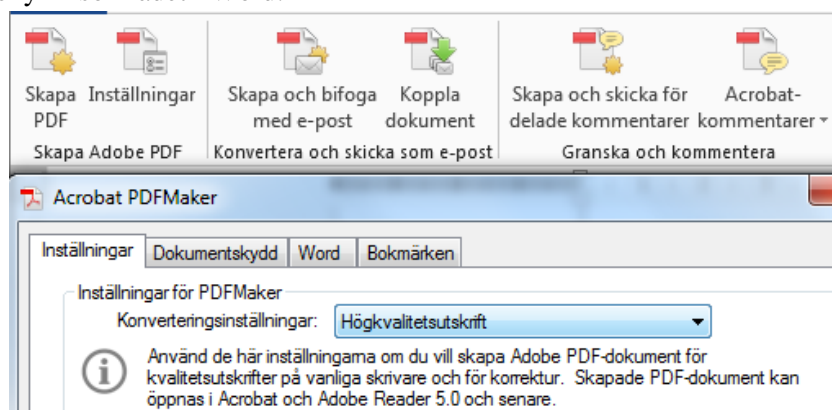 Word.
Skapa PDF
Inställningar
Skapa och bifoga med e-post
Koppla dokument
Skapa och skicka för delade kommentarer
Acrobat-kommentarer
Skapa Adobe PDF
Konvertera och skicka som e-post
Granska och kommentera
Acrobat PDFMaker
Inställningar Dokumentskydd Word Bokmärken
Inställningar för PDFMaker
Konverteringsinställningar: Högkvalitetsutskrift
Använd de här inställningarna om du vill skapa Adobe PDF-dokument för
kvalitetsutskrifter på vanliga skrivare och för korrektur. Skapade PDF-dokument kan
öppnas i Acrobat och Adobe Reader 5.0 och senare.